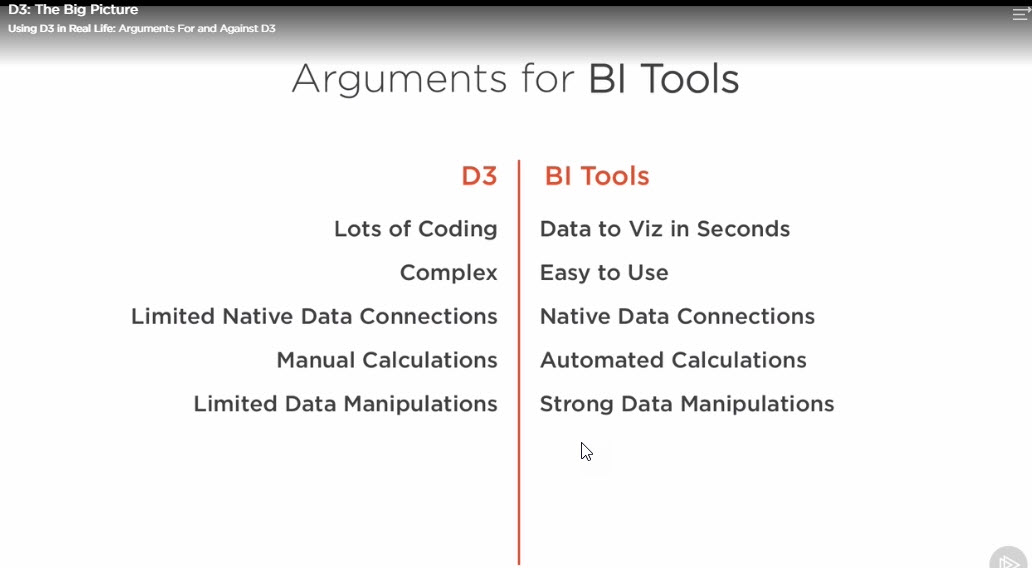 D3: The Big Picture
Using D3 in Real Life: Arguments For and Against D3
Arguments for BI Tools
D3
BI Tools
Lots of Coding
Data to Viz in Seconds
Complex
Easy to Use
Limited Native Data Connections
Native Data Connections
Manual Calculations
Automated Calculations
Limited Data Manipulations
Strong Data Manipulations